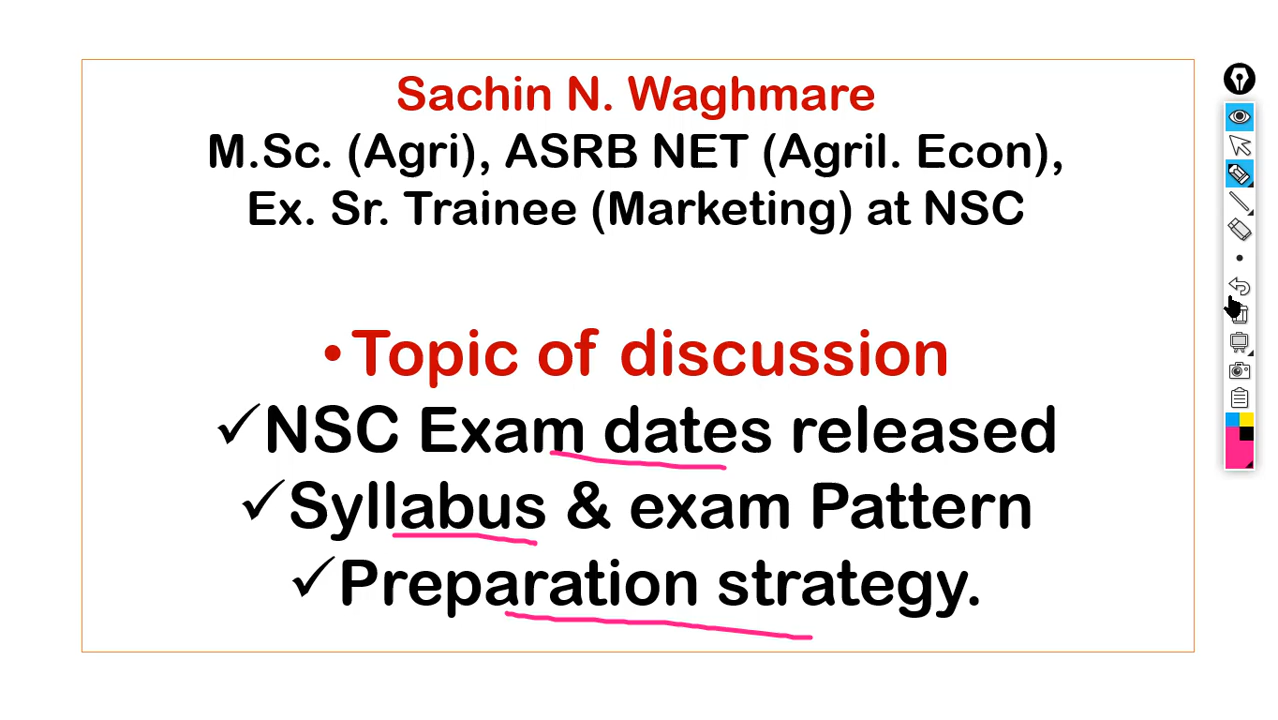 Sachin N. Waghmare
M.Sc. (Agri), ASRB NET (Agril. Econ),
Ex. Sr. Trainee (Marketing) at NSC
•Topic of discussion
✓NSC Exam dates released
✓Syllabus & exam Pattern
✓Preparation strategy.